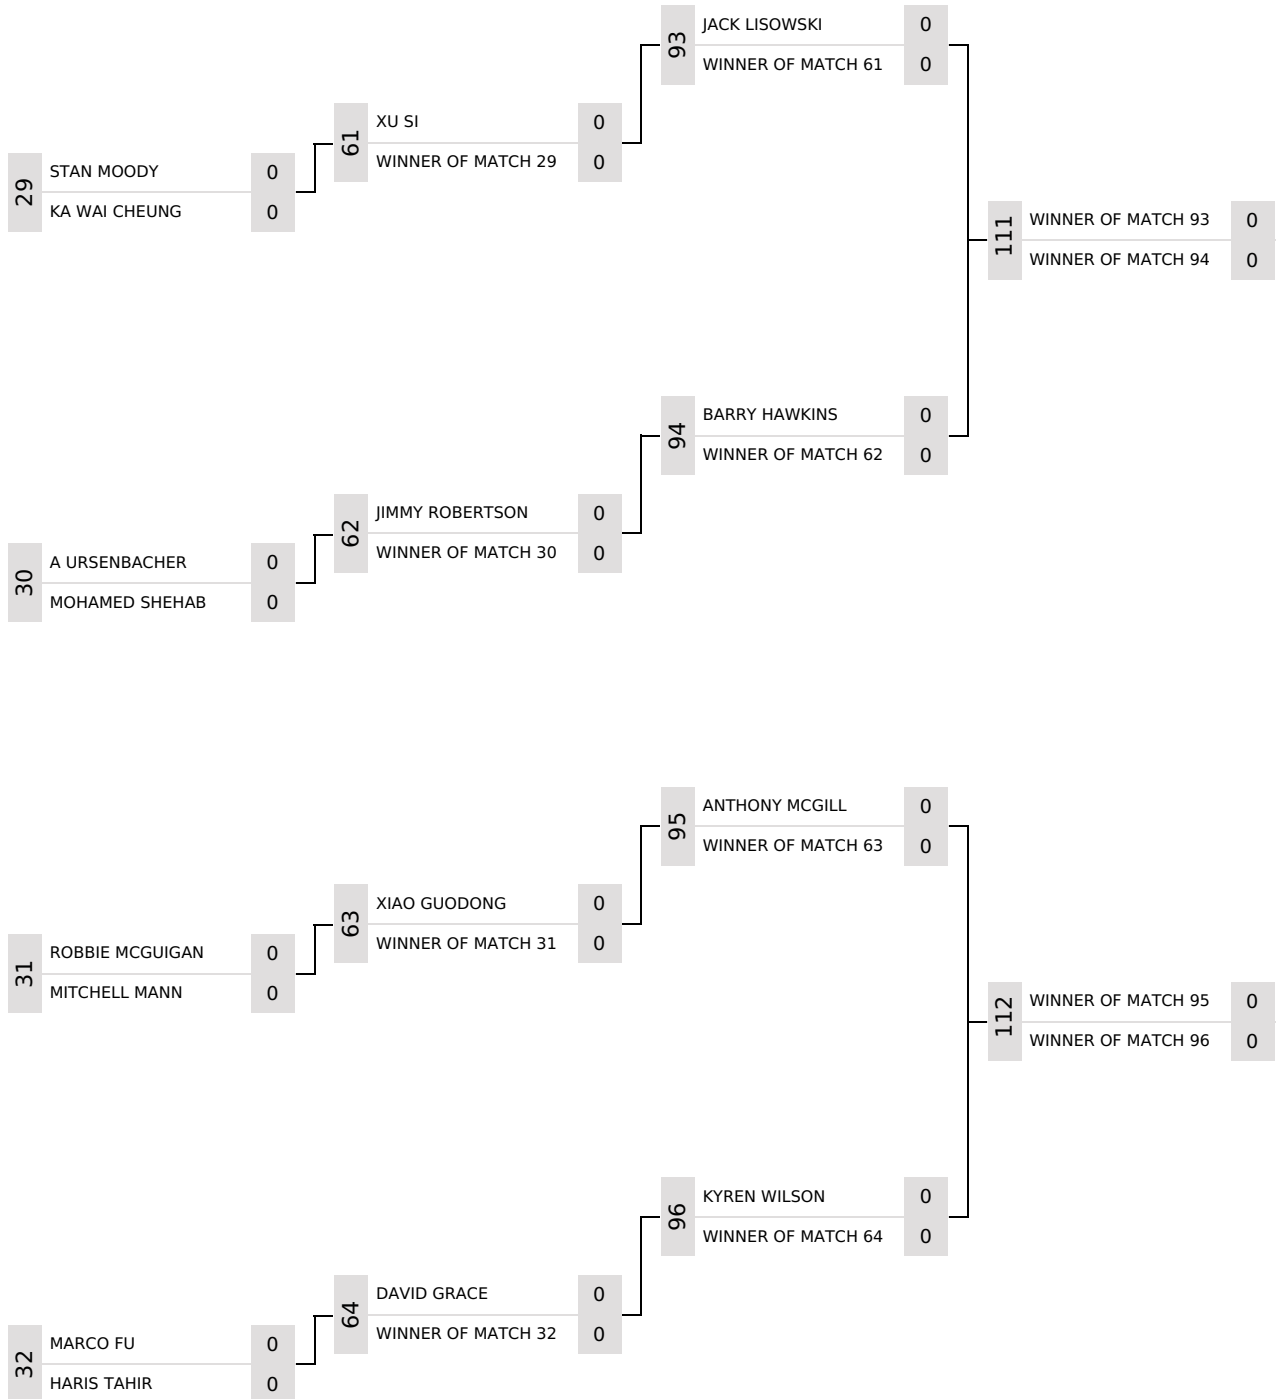 93
JACK LISOWSKI 0
WINNER OF MATCH 61 0
61
XU SI 0
WINNER OF MATCH 29 0
29
STAN MOODY 0
KA WAI CHEUNG 0
111
WINNER OF MATCH 93 0
WINNER OF MATCH 94 0
94
BARRY HAWKINS 0
WINNER OF MATCH 62 0
62
JIMMY ROBERTSON 0
WINNER OF MATCH 30 0
30
A URSENBACHER 0
MOHAMED SHEHAB 0
95
ANTHONY MCGILL 0
WINNER OF MATCH 63 0
63
XIAO GUODONG 0
WINNER OF MATCH 31 0
31
ROBBIE MCGUIGAN 0
MITCHELL MANN 0
112
WINNER OF MATCH 95 0
WINNER OF MATCH 96 0
96
KYREN WILSON 0
WINNER OF MATCH 64 0
64
DAVID GRACE 0
WINNER OF MATCH 32 0
32
MARCO FU 0
HARIS TAHIR 0